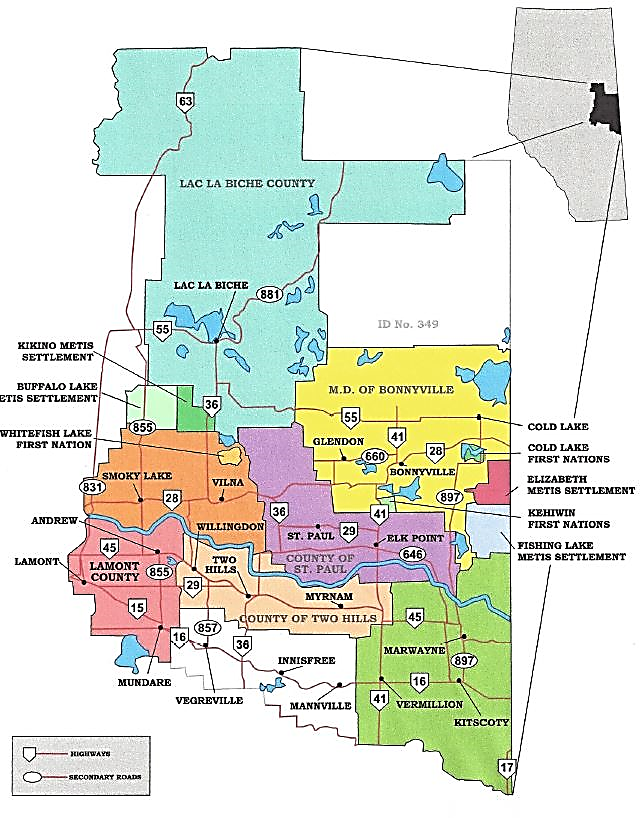 63
LAC LA BICHE COUNTY
LAC LA BICHE
881
ID No. 349
55
KIKINO METIS
SETTLEMENT
M.D. OF BONNYVILLE
BUFFALO LAKE
ETIS SETTLEMENT
36
55
COLD LAKE
855
41
WHITEFISH LAKE
FIRST NATION
GLENDON
28
COLD LAKE
FIRST NATIONS
660
BONNYVILLE
SMOKY LAKE
VILNA
831
28
897
ELIZABETH
METIS SETTLEMENT
36
41
KEHIWIN
FIRST NATIONS
ANDREW
WILLINGDON
ST. PAUL
29
ELK POINT
45
646
FISHING LAKE
METIS SETTLEMENT
LAMONT
LAMONT
COUNTY
855
TWO
HILLS
COUNTY OF
ST. PAUL
29
MYRNAM
15
COUNTY OF TWO HILLS
45
16
857
36
MARWAYNE
897
INNISFREE
MUNDARE
VEGREVILLE
MANNVILLE
16
41
VERMILLION
KITSCOTY
HIGHWAYS
SECONDARY ROADS
17